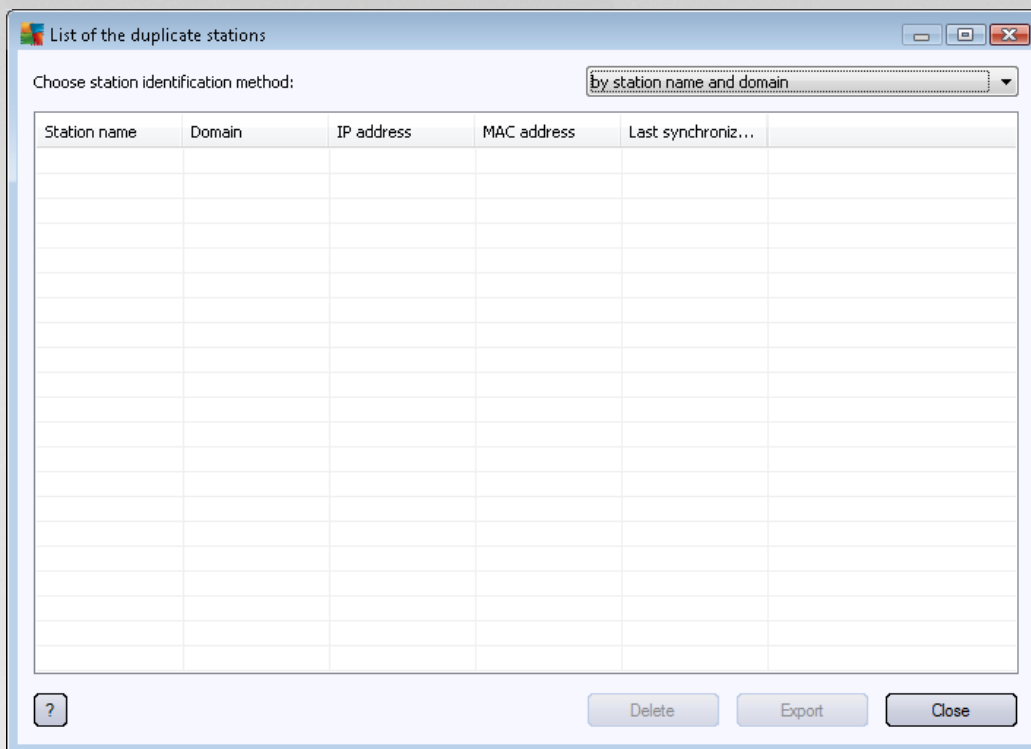 List of the duplicate stations
Choose station identification method:
by station name and domain
Station name Domain IP address MAC address Last synchroniz...
? Delete Export Close